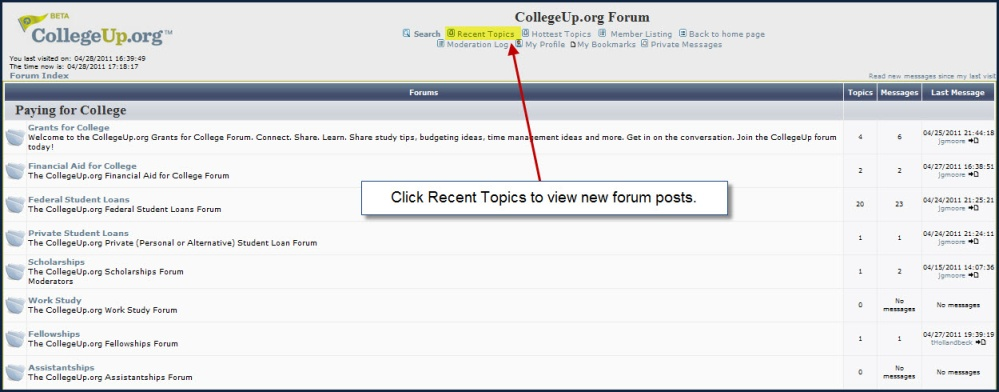 BETA
CollegeUp.org™
CollegeUp.org Forum
Search Recent Topics Hottest Topics Member Listing Back to home page
Moderation Log My Profile My Bookmarks Private Messages
You last visited on: 04/28/2011 16:39:49
The time now is: 04/28/2011 17:18:17
Forum Index
Read new messages since my last visit
Forums Topics Messages Last Message
Paying for College
Grants for College
Welcome to the CollegeUp.org Grants for College Forum. Connect. Share. Learn. Share study tips, budgeting ideas, time management ideas and more. Get in on the conversation. Join the CollegeUp forum
today!
4 6 04/25/2011 21:44:18
jgmoore
Financial Aid for College
The CollegeUp.org Financial Aid for College Forum
2 2 04/27/2011 16:38:51
jgmoore
Click Recent Topics to view new forum posts.
Federal Student Loans
The CollegeUp.org Federal Student Loans Forum
20 23 04/24/2011 21:25:21
jgmoore
Private Student Loans
The CollegeUp.org Private (Personal or Alternative) Student Loan Forum
1 1 04/24/2011 21:24:11
jgmoore
Scholarships
The CollegeUp.org Scholarships Forum
Moderators
1 2 04/15/2011 14:07:36
jgmoore
Work Study
The CollegeUp.org Work Study Forum
0 No messages No messages
Fellowships
The CollegeUp.org Fellowships Forum
1 1 04/27/2011 19:39:19
tHollandbeck
Assistantships
The CollegeUp.org Assistantships Forum
0 No messages No messages